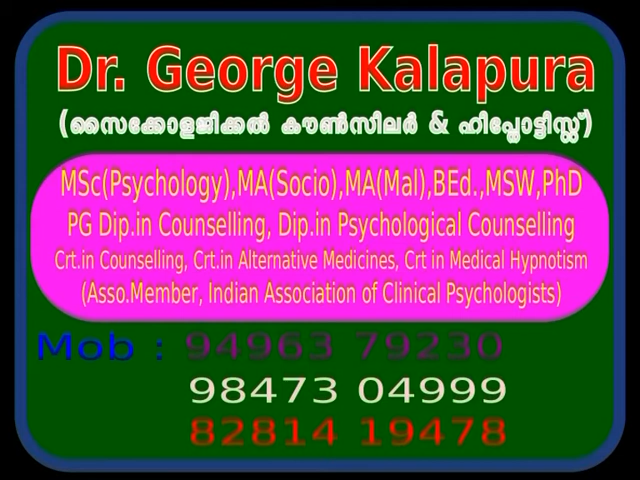 Dr. George Kalapura
(സൈക്കോളജിക്കൽ കൗൺസിലർ & ഹിപ്നോട്ടിസ്റ്റ്)
MSc(Psychology),MA(Socio),MA(Mal),BEd.,MSW,PhD
PG Dip.in Counselling, Dip.in Psychological Counselling
Crt.in Counselling, Crt.in Alternative Medicines, Crt in Medical Hypnotism
(Asso.Member, Indian Association of Clinical Psychologists)
Mob : 94963 79230
98473 04999
82814 19478